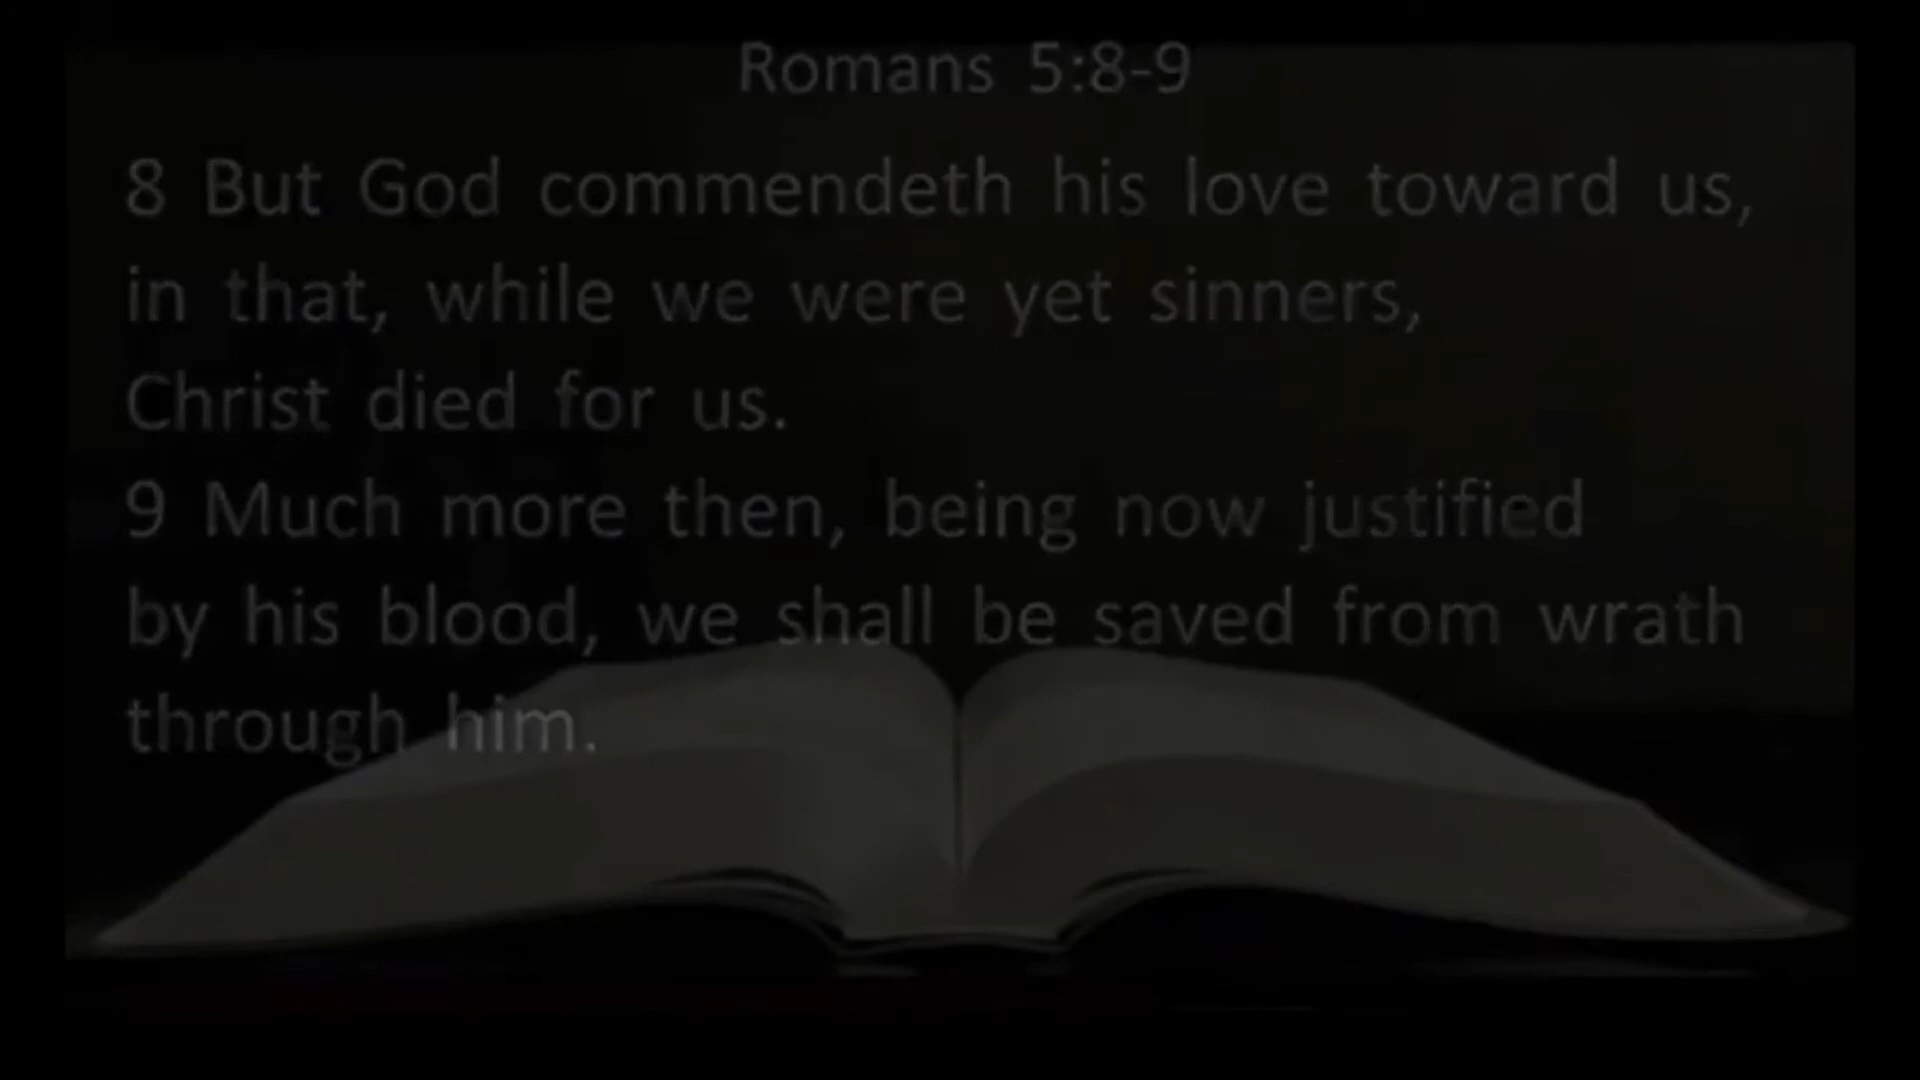 Romans 5:8-9
8 But God commendeth his love toward us,
in that, while we were yet sinners,
Christ died for us.
9 Much more then, being now justified
by his blood, we shall be saved from wrath
through him.